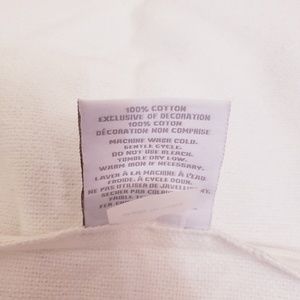 100% COTTON
EXCLUSIVE OF DECORATION
100% COTON
DÉCORATION NON COMPRISE
MACHINE WASH COLD.
GENTLE CYCLE.
DO NOT USE BLEACH.
TUMBLE DRY LOW.
WARM IRON IF NECESSARY.
LAVER À LA MACHINE À L'EAU
FROIDE. À CYCLE DOUX.
NE PAS UTILISER DE JAVELLISANT
SÉCHER PAR
FAIBLE
FER